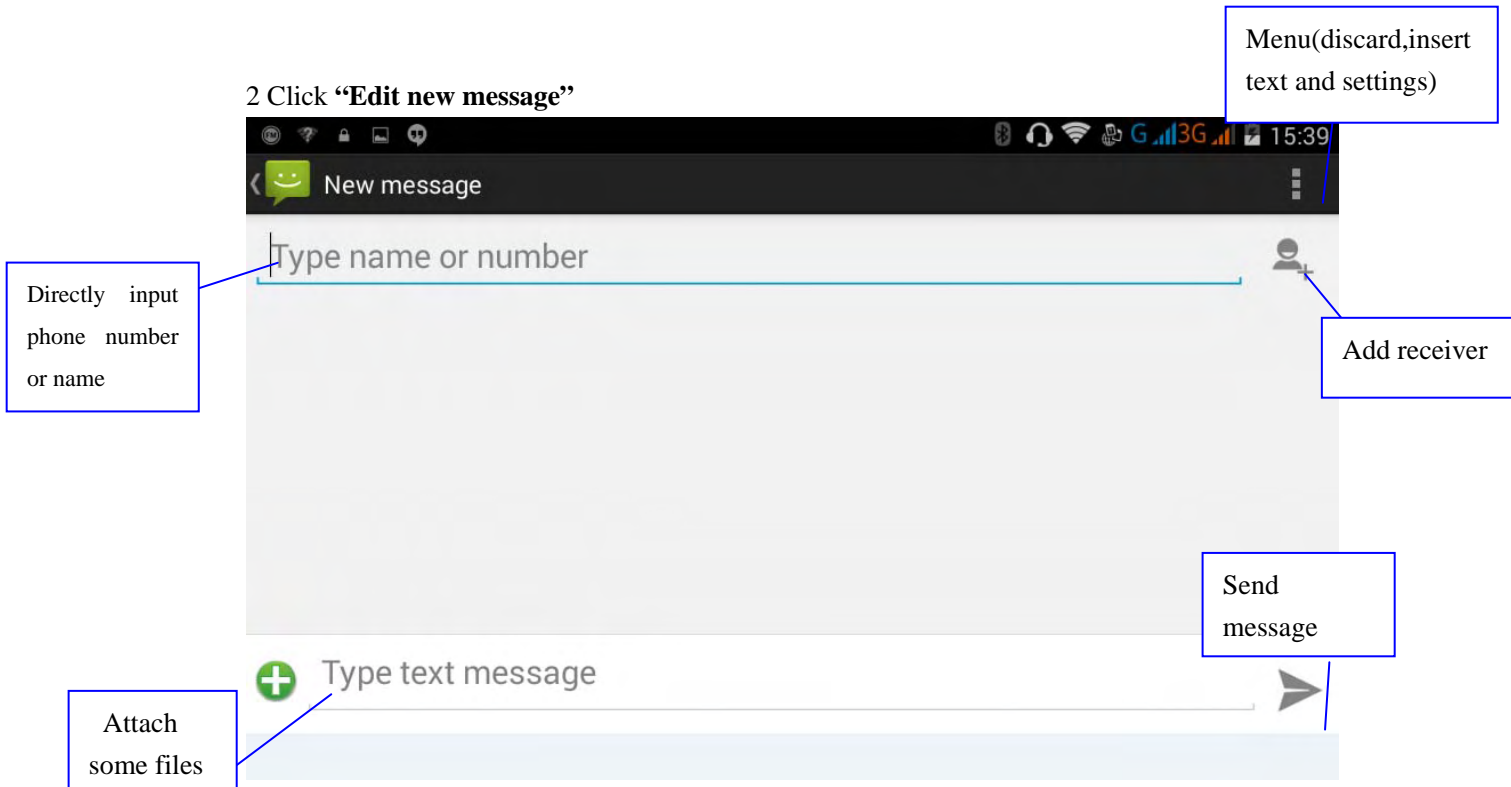 Menu(discard,insert
text and settings)
2 Click “Edit new message”
G 3G 15:39
New message
Type name or number
Directly input
phone number
or name
Add receiver
Send
message
Type text message
Attach
some files